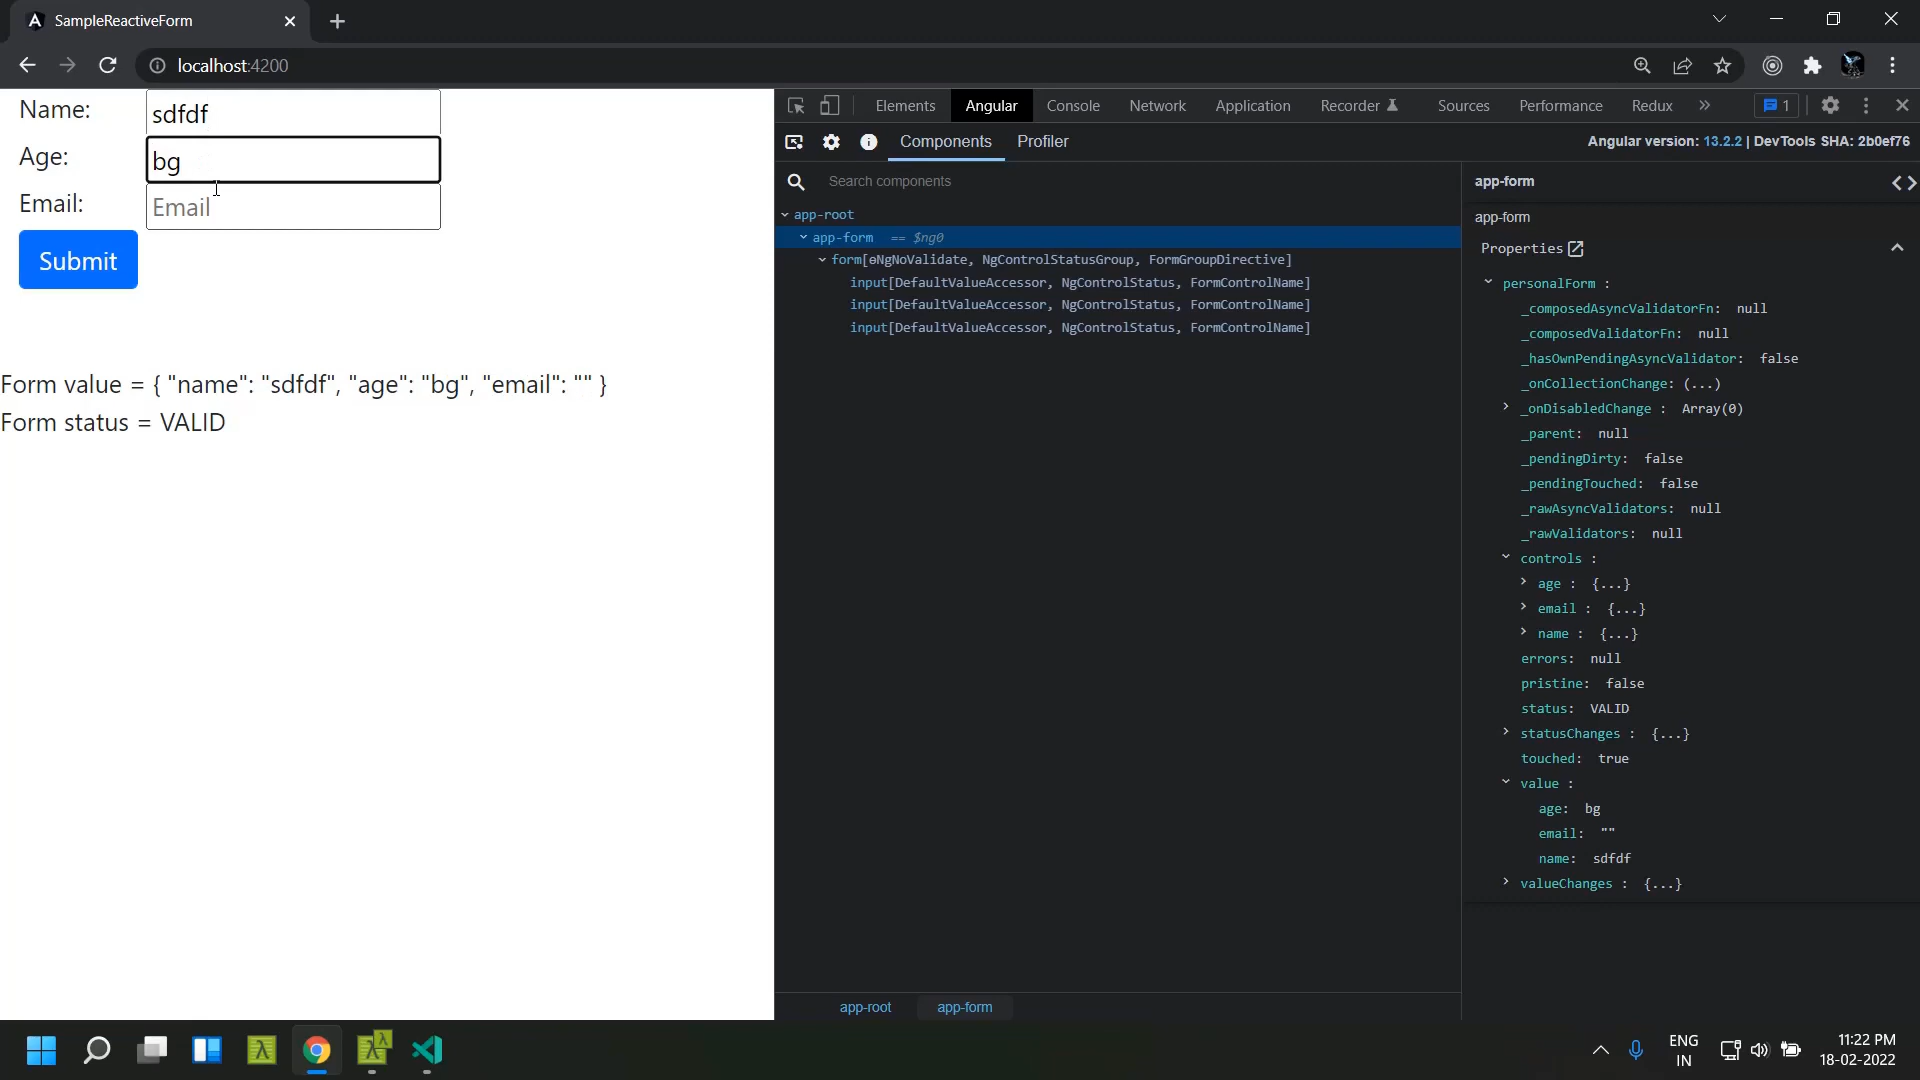 SampleReactiveForm
localhost:4200
Name:
sdfdf
Age:
bg
Email:
Email
Submit
Form value = { "name": "sdfdf", "age": "bg", "email": "" }
Form status = VALID
Elements Angular Console Network Application Recorder Sources Performance Redux » 1
Components Profiler
Angular version: 13.2.2 | DevTools SHA: 2b0ef76
Search components
app-root
app-form == $ng0
form[ɵNgNoValidate, NgControlStatusGroup, FormGroupDirective]
input[DefaultValueAccessor, NgControlStatus, FormControlName]
input[DefaultValueAccessor, NgControlStatus, FormControlName]
input[DefaultValueAccessor, NgControlStatus, FormControlName]
app-root app-form
app-form
app-form
Properties
personalForm :
_composedAsyncValidatorFn: null
_composedValidatorFn: null
_hasOwnPendingAsyncValidator: false
_onCollectionChange: (...)
_onDisabledChange : Array(0)
_parent: null
_pendingDirty: false
_pendingTouched: false
_rawAsyncValidators: null
_rawValidators: null
controls :
age : {...}
email : {...}
name : {...}
errors: null
pristine: false
status: VALID
statusChanges : {...}
touched: true
value :
age: bg
email: ""
name: sdfdf
valueChanges : {...}
ENG
IN
11:22 PM
18-02-2022